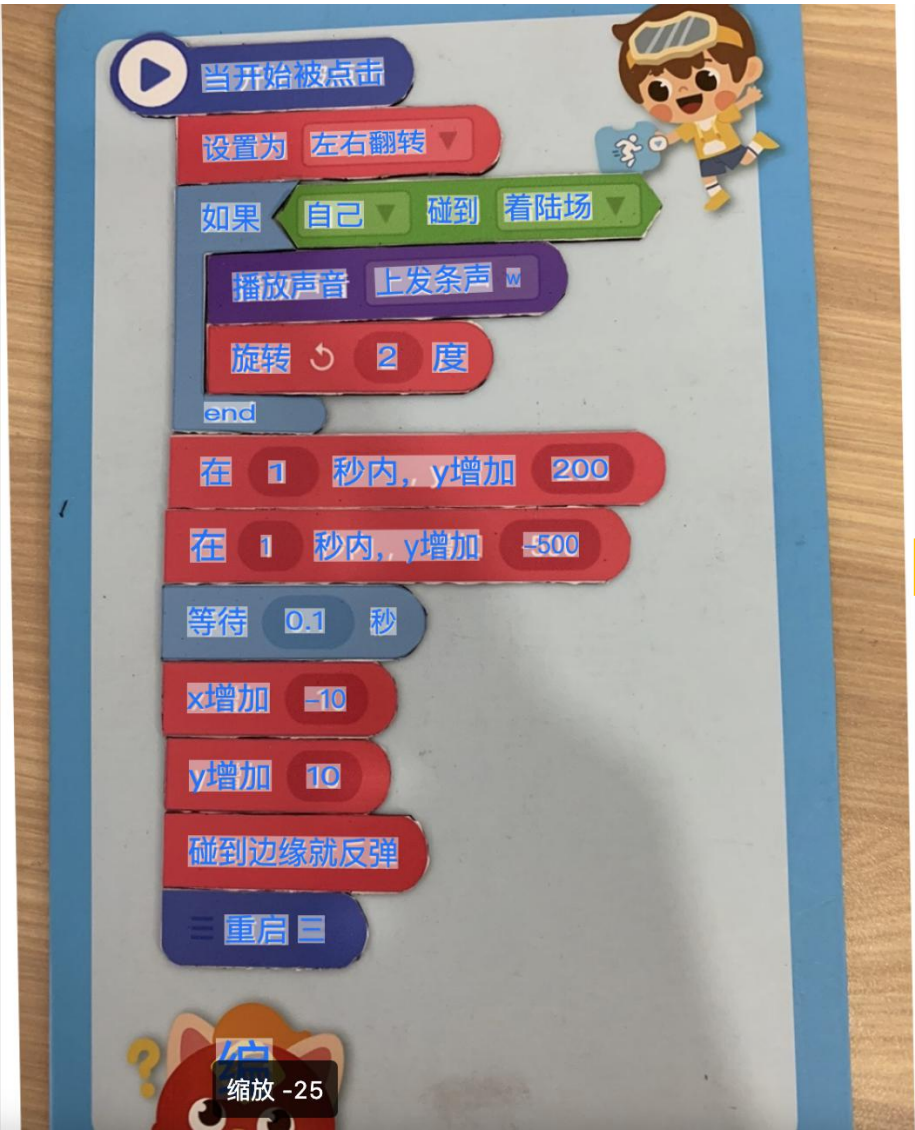 当开始被点击
设置为 左右翻转
如果 自己 碰到 着陆场
播放声音 上发条声
旋转 2 度
end
在 1 秒内，y增加 200
在 1 秒内，y增加 -500
等待 0.1 秒
x增加 -10
y增加 10
碰到边缘就反弹
重启
编
缩放 -25
?